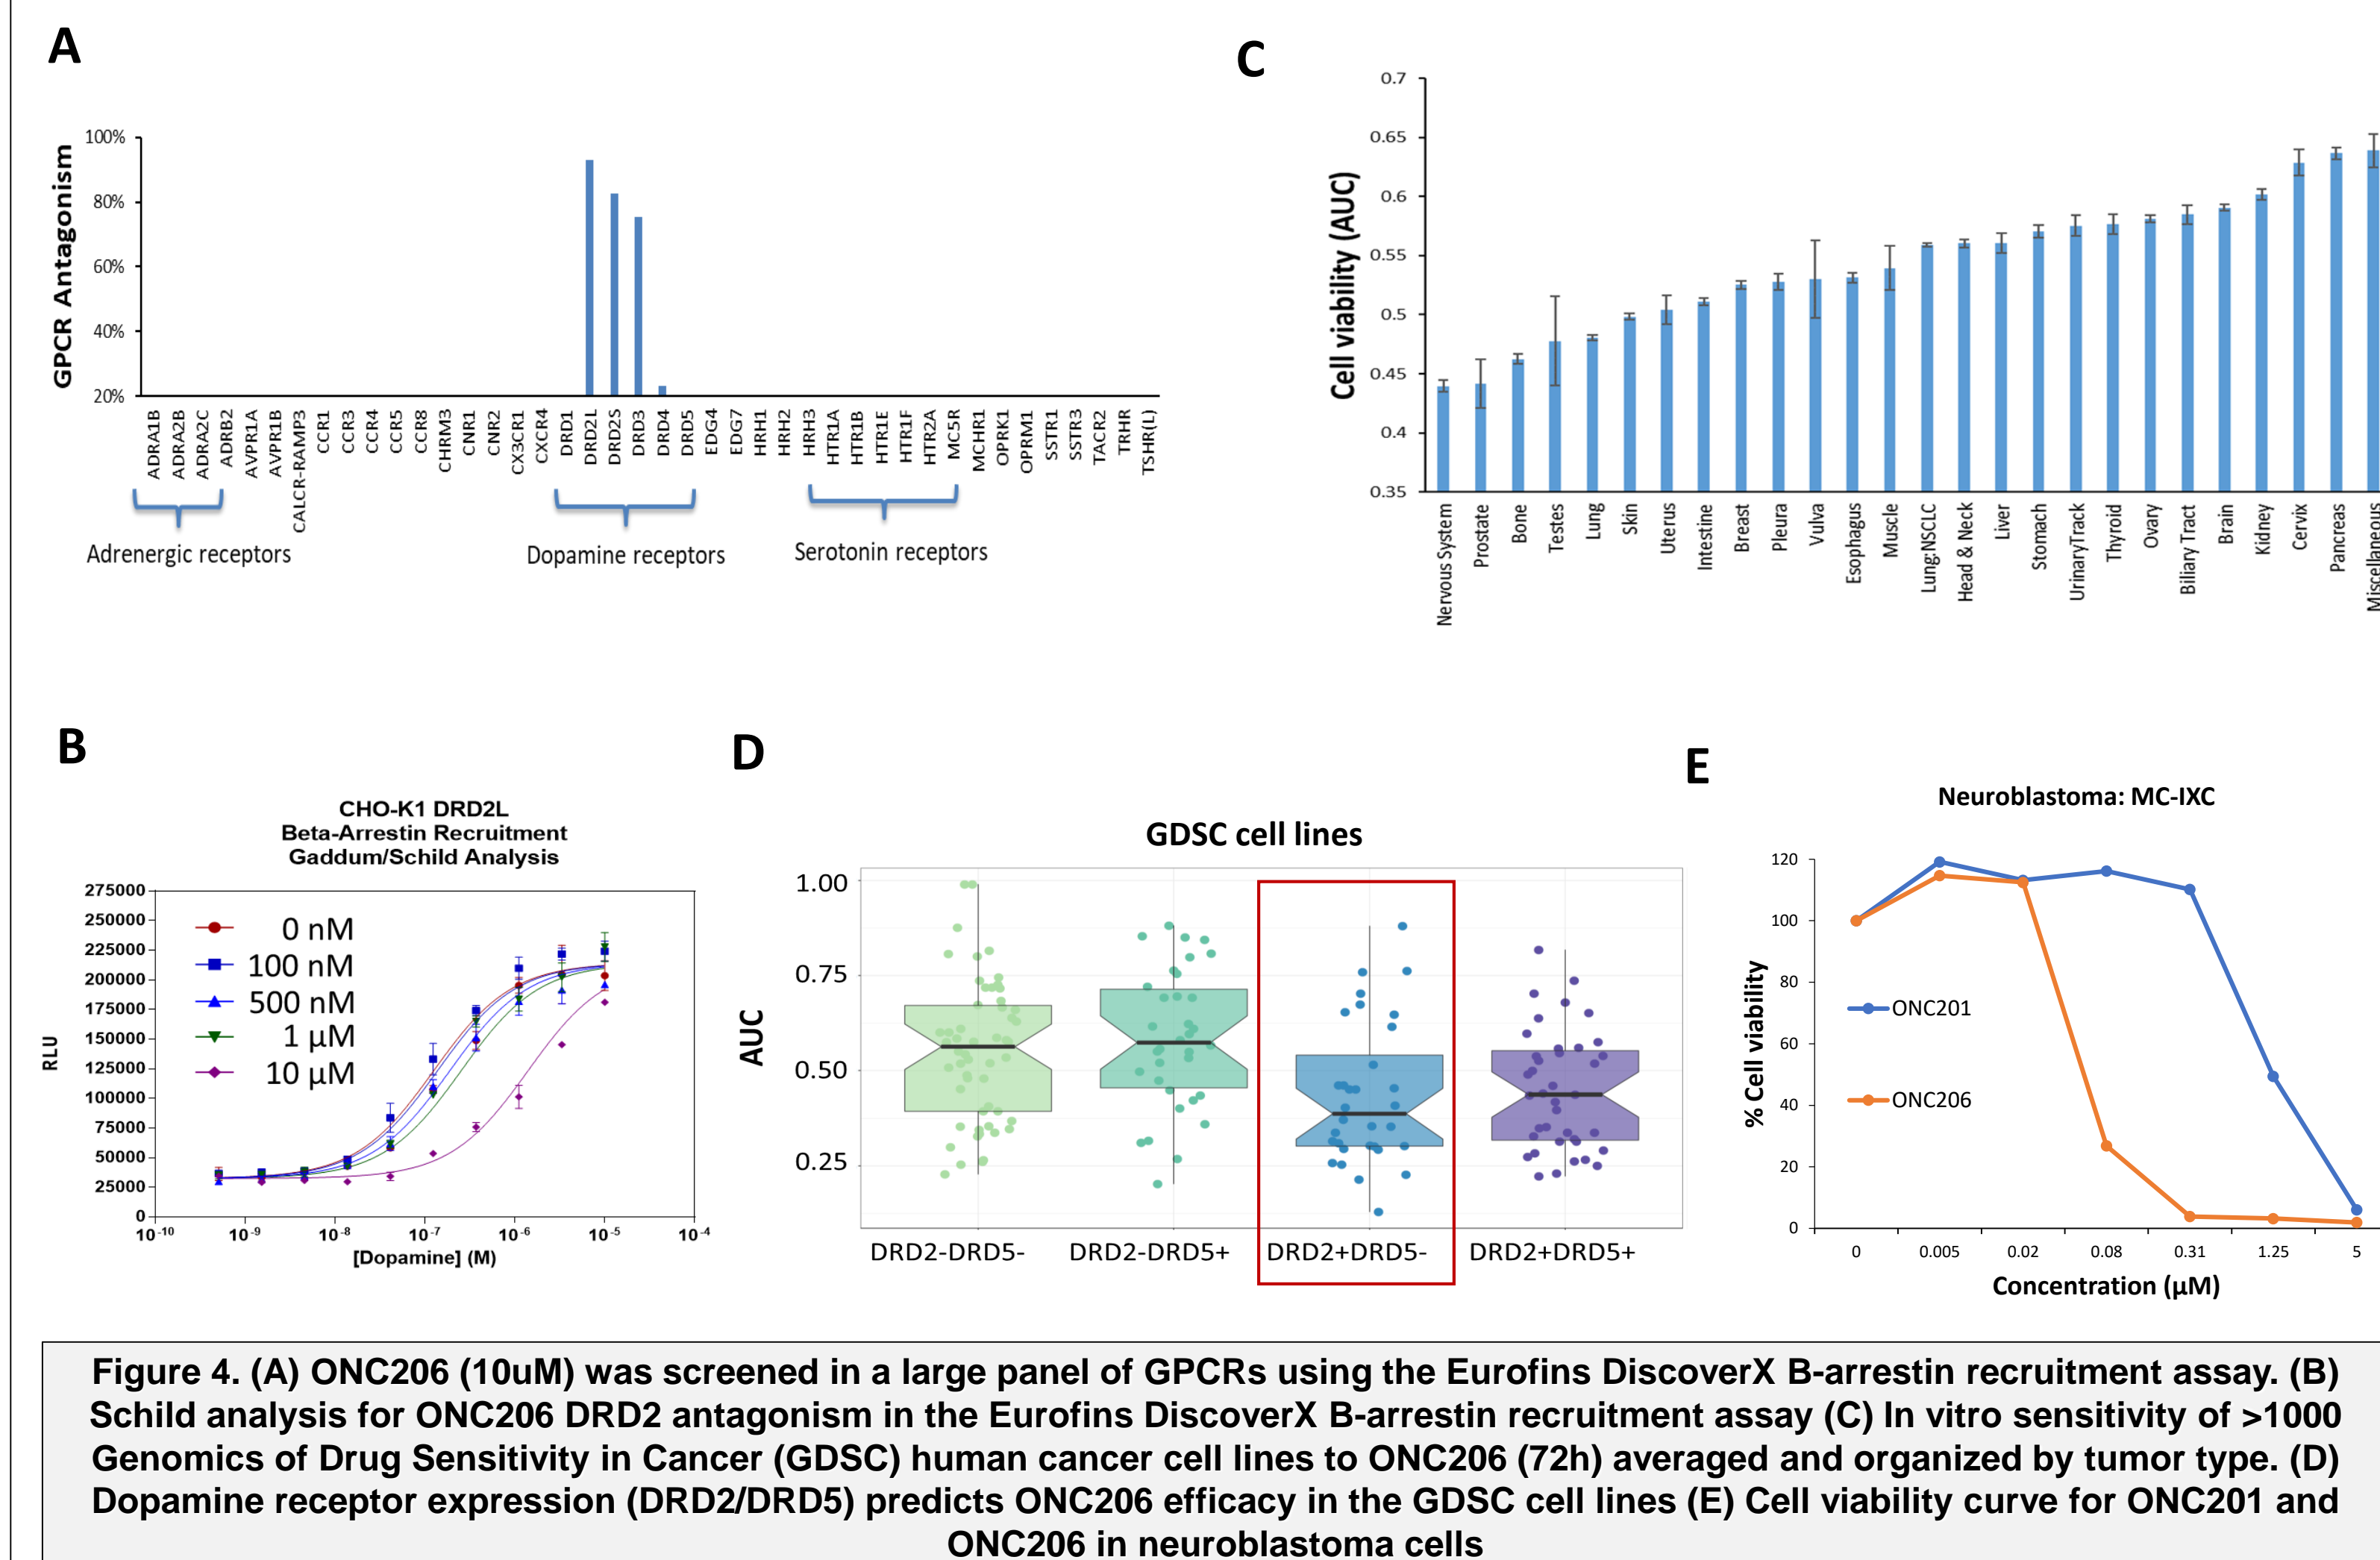 A
GPCR Antagonism
100%
80%
60%
40%
20%
ADRA1B
ADRA2B
ADRA2C
ADRB2
AVPR1A
AVPR1B
CALCR-RAMP3
CCR1
CCR3
CCR4
CCR5
CCR8
CHRM3
CNR1
CNR2
CX3CR1
CXCR4
DRD1
DRD2L
DRD2S
DRD3
DRD4
DRD5
EDG4
EDG7
HRH1
HRH2
HRH3
HTR1A
HTR1B
HTR1E
HTR1F
HTR2A
MC5R
MCHR1
OPRK1
OPRM1
SSTR1
SSTR3
TACR2
TRHR
TSHR(L)
Adrenergic receptors
Dopamine receptors
Serotonin receptors
C
Cell viability (AUC)
0.7
0.65
0.6
0.55
0.5
0.45
0.4
0.35
Nervous System
Prostate
Bone
Testes
Lung
Skin
Uterus
Intestine
Breast
Pleura
Vulva
Esophagus
Muscle
Lung:NSCLC
Head & Neck
Liver
Stomach
UrinaryTrack
Thyroid
Ovary
Biliary Tract
Brain
Kidney
Cervix
Pancreas
Miscellaneous
B
CHO-K1 DRD2L
Beta-Arrestin Recruitment
Gaddum/Schild Analysis
RLU
275000
250000
225000
200000
175000
150000
125000
100000
75000
50000
25000
0
0 nM
100 nM
500 nM
1 µM
10 µM
10-10
10-9
10-8
10-7
10-6
10-5
10-4
[Dopamine] (M)
D
GDSC cell lines
AUC
1.00
0.75
0.50
0.25
DRD2-DRD5-
DRD2-DRD5+
DRD2+DRD5-
DRD2+DRD5+
E
Neuroblastoma: MC-IXC
% Cell viability
120
100
80
60
40
20
0
ONC201
ONC206
0
0.005
0.02
0.08
0.31
1.25
5
Concentration (µM)
Figure 4. (A) ONC206 (10uM) was screened in a large panel of GPCRs using the Eurofins DiscoverX B-arrestin recruitment assay. (B)
Schild analysis for ONC206 DRD2 antagonism in the Eurofins DiscoverX B-arrestin recruitment assay (C) In vitro sensitivity of >1000
Genomics of Drug Sensitivity in Cancer (GDSC) human cancer cell lines to ONC206 (72h) averaged and organized by tumor type. (D)
Dopamine receptor expression (DRD2/DRD5) predicts ONC206 efficacy in the GDSC cell lines (E) Cell viability curve for ONC201 and
ONC206 in neuroblastoma cells